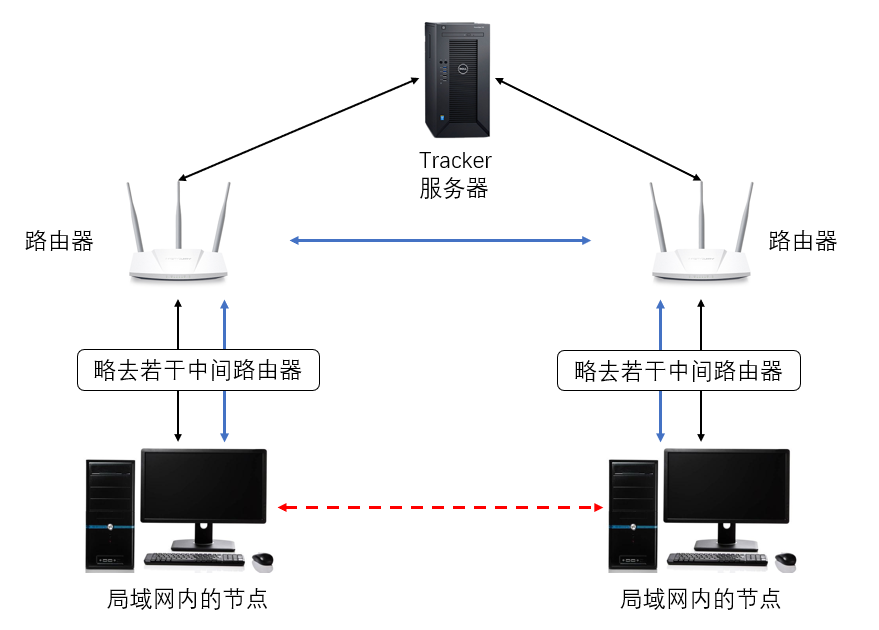 Tracker
服务器
路由器
路由器
略去若干中间路由器
略去若干中间路由器
局域网内的节点
局域网内的节点